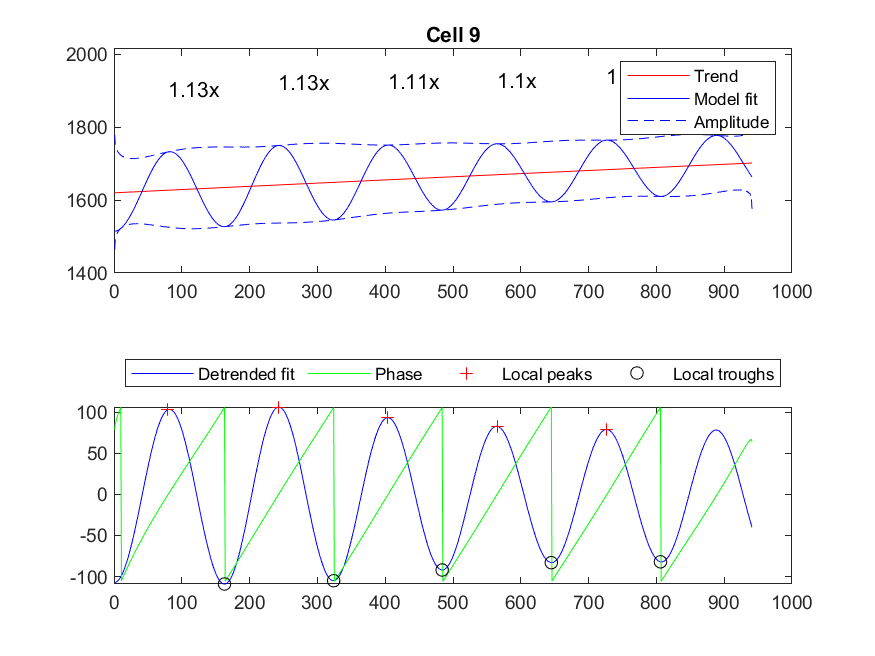 Cell 9
2000
1800
1600
1400
1.13x
1.13x
1.11x
1.1x
1
Trend
Model fit
Amplitude
0 100 200 300 400 500 600 700 800 900 1000
Detrended fit Phase Local peaks Local troughs
100
50
0
-50
-100
0 100 200 300 400 500 600 700 800 900 1000